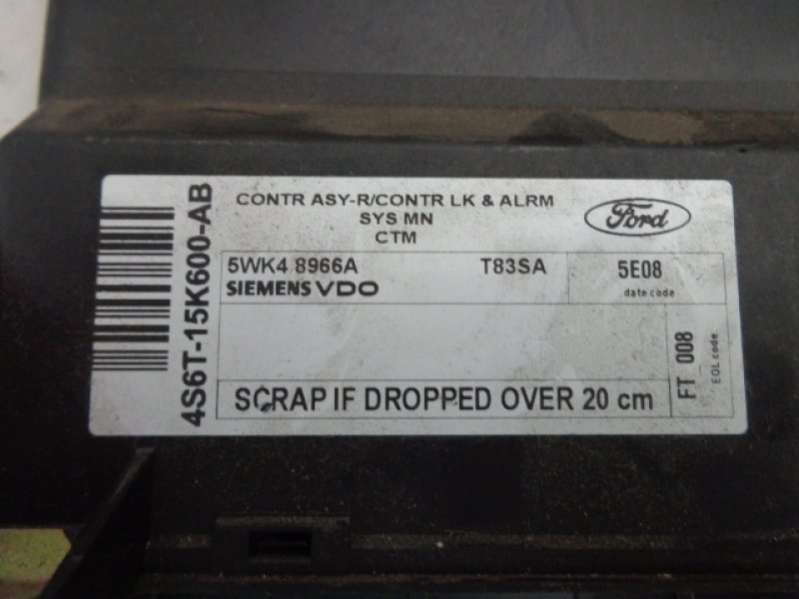 4S6T-15K600-AB
CONTR ASY-R/CONTR LK & ALRM
SYS MN
CTM
Ford
5WK4 8966A T83SA
SIEMENS VDO
5E08
date code
FT 008
EOL code
SCRAP IF DROPPED OVER 20 cm